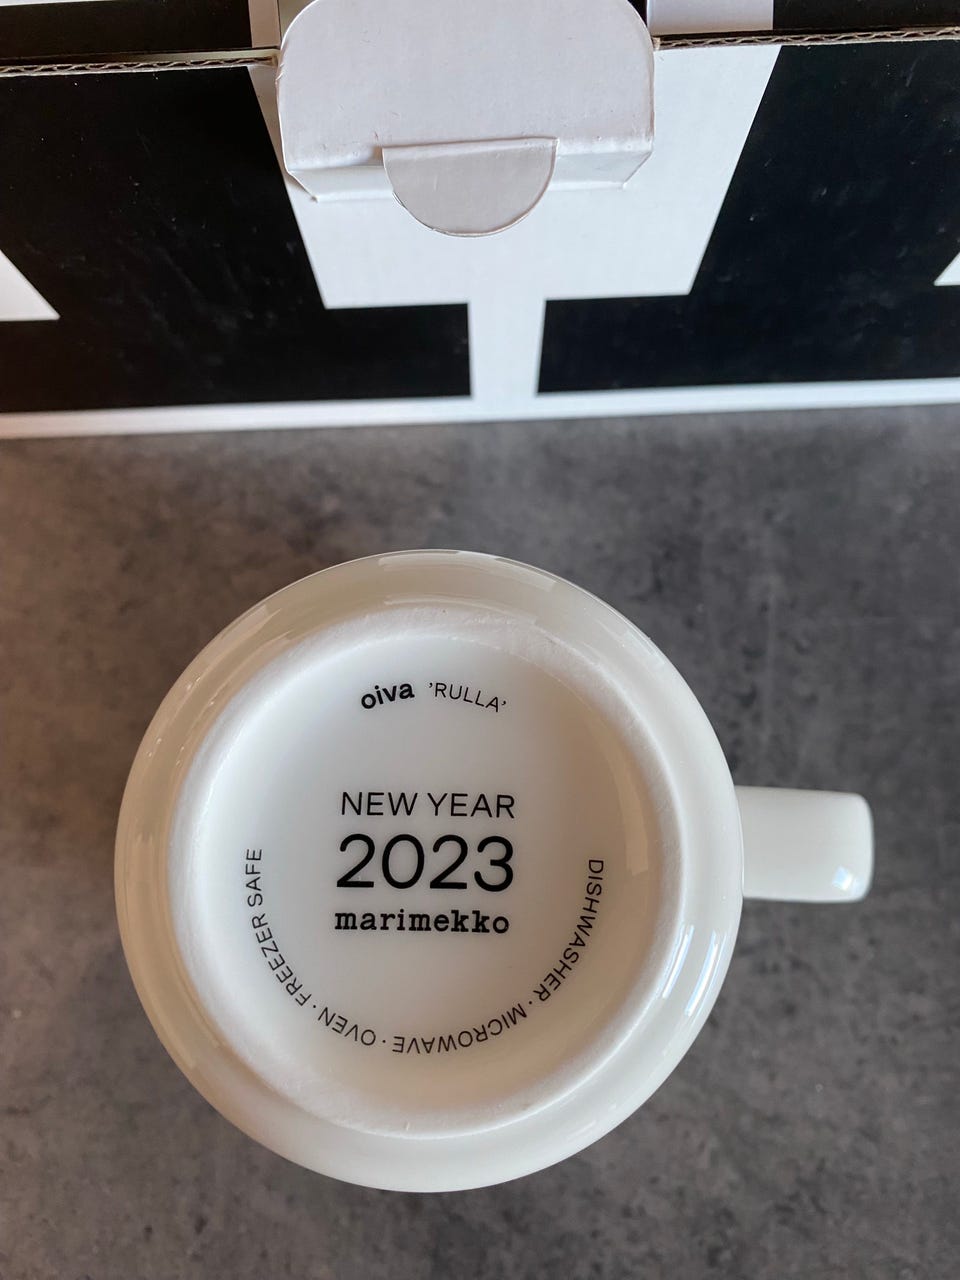 oiva 'RULLA'
NEW YEAR
2023
marimekko
DISHWASHER · MICROWAVE · OVEN · FREEZER SAFE